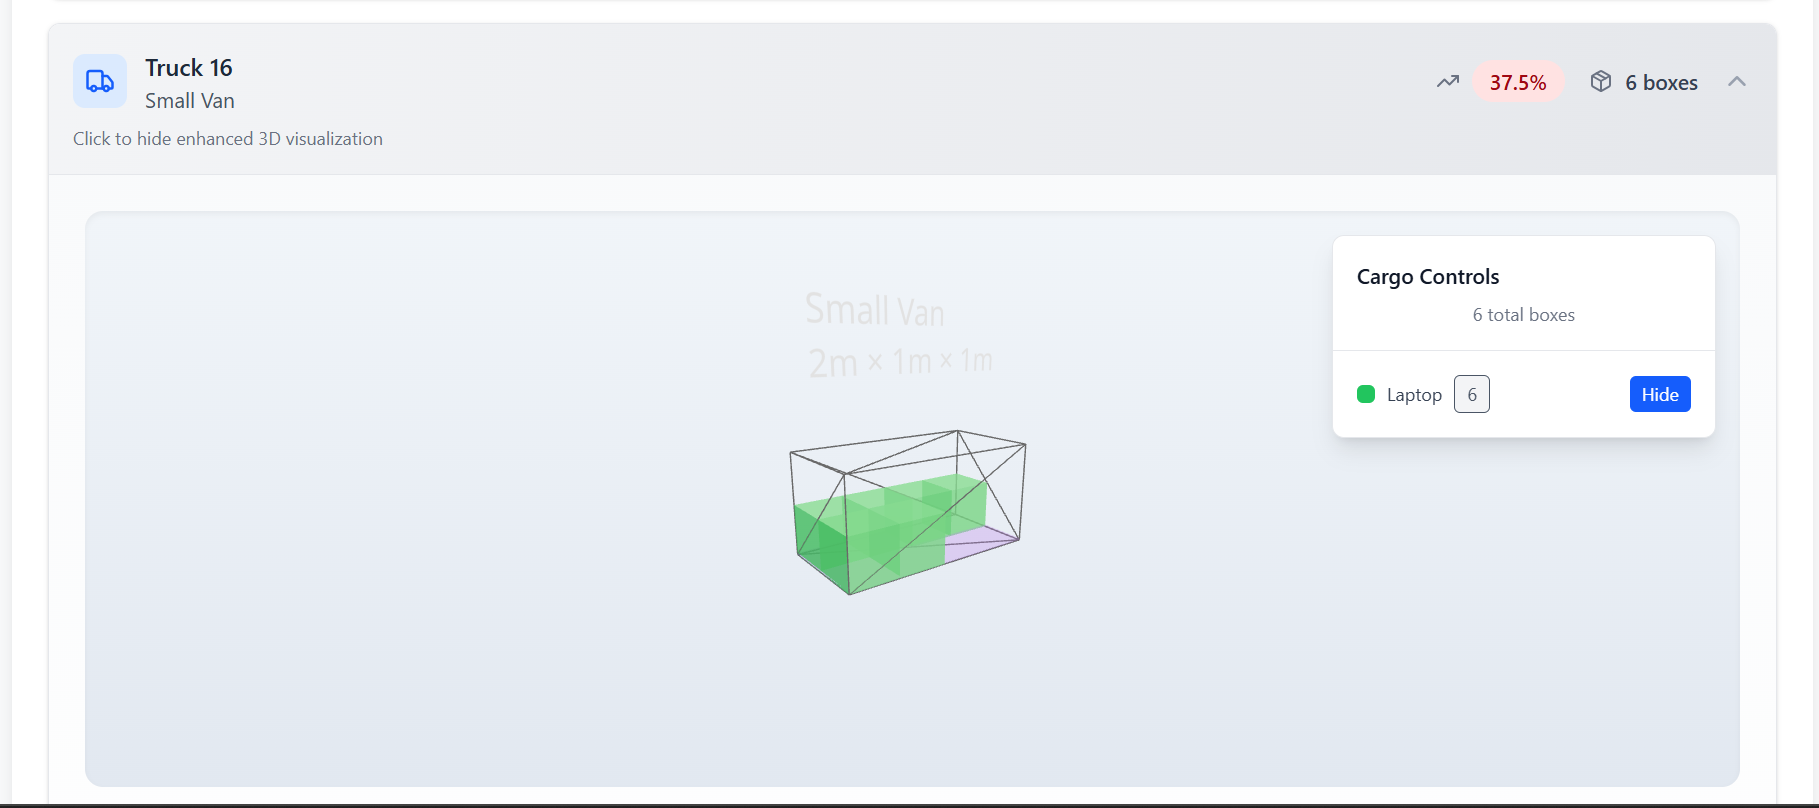 Truck 16
Small Van
Click to hide enhanced 3D visualization
37.5%
6 boxes
Small Van
2m × 1m × 1m
Cargo Controls
6 total boxes
Laptop 6 Hide